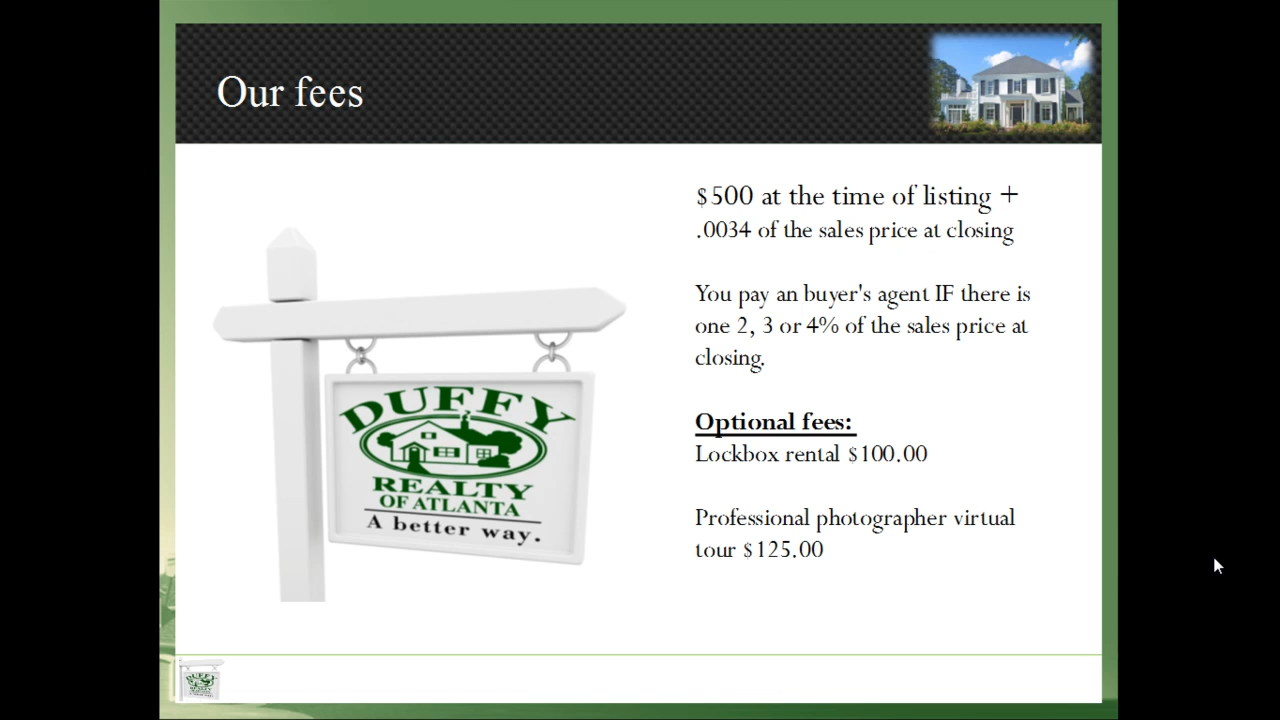 Our fees
$500 at the time of listing +
.0034 of the sales price at closing
You pay an buyer's agent IF there is
one 2, 3 or 4% of the sales price at
closing.
Optional fees:
Lockbox rental $100.00
Professional photographer virtual
tour $125.00
DUFFY
REALTY
OF ATLANTA
A better way.
DUFFY
REALTY